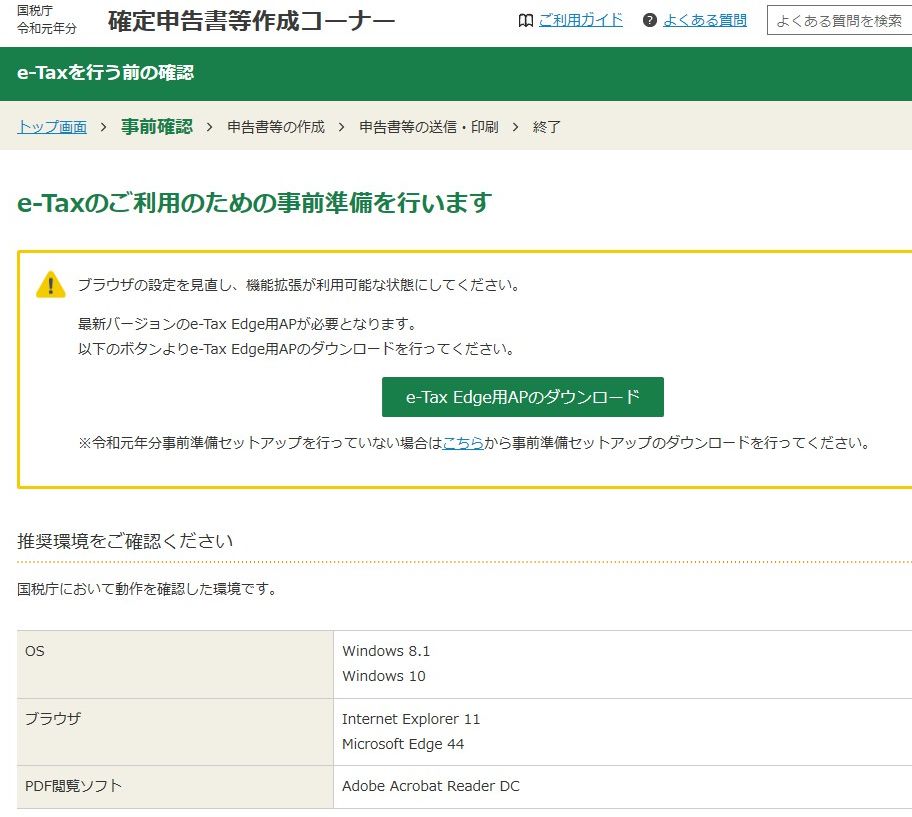 国税庁
令和元年分
確定申告書等作成コーナー
ご利用ガイド
? よくある質問
よくある質問を検索
e-Taxを行う前の確認
トップ画面 > 事前確認 > 申告書等の作成 > 申告書等の送信・印刷 > 終了
e-Taxのご利用のための事前準備を行います
ブラウザの設定を見直し、機能拡張が利用可能な状態にしてください。
最新バージョンのe-Tax Edge用APが必要となります。
以下のボタンよりe-Tax Edge用APのダウンロードを行ってください。
e-Tax Edge用APのダウンロード
※令和元年分事前準備セットアップを行っていない場合はこちらから事前準備セットアップのダウンロードを行ってください。
推奨環境をご確認ください
国税庁において動作を確認した環境です。
OS
Windows 8.1
Windows 10
ブラウザ
Internet Explorer 11
Microsoft Edge 44
PDF閲覧ソフト
Adobe Acrobat Reader DC